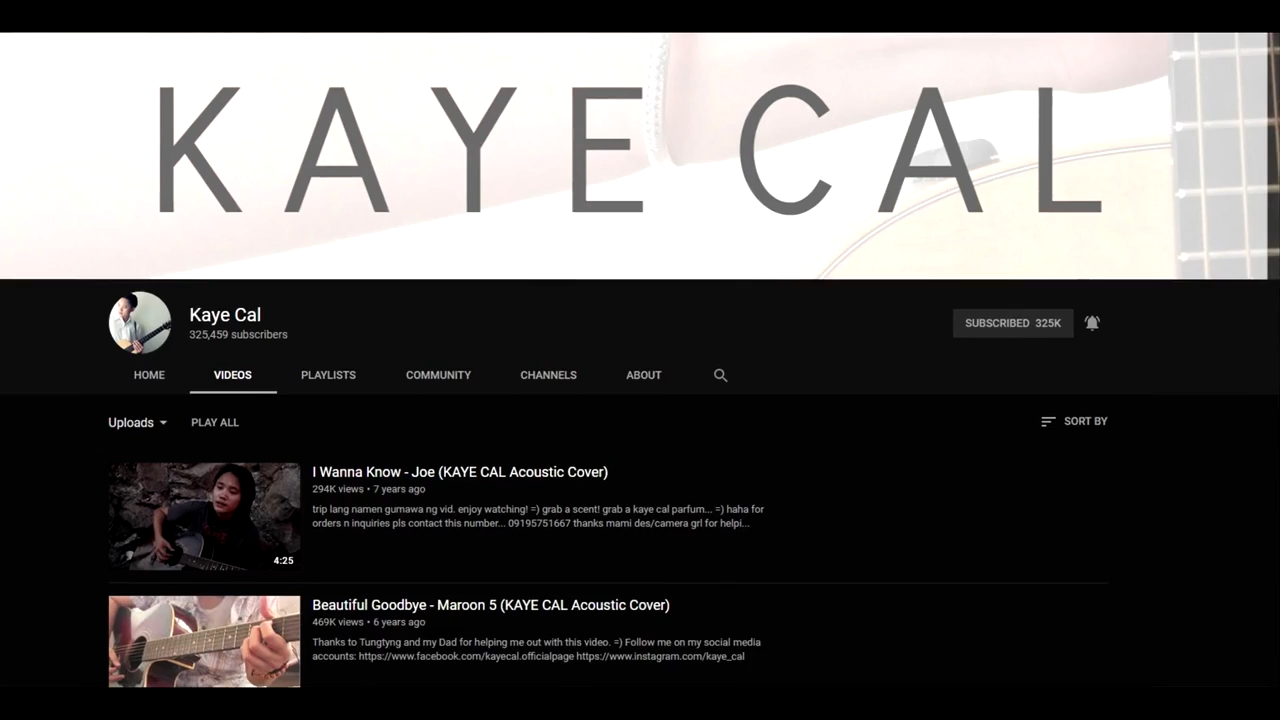 KAYE CAL
Kaye Cal
325,459 subscribers
SUBSCRIBED 325K
HOME VIDEOS PLAYLISTS COMMUNITY CHANNELS ABOUT
Uploads PLAY ALL SORT BY
I Wanna Know - Joe (KAYE CAL Acoustic Cover)
294K views • 7 years ago
trip lang namen gumawa ng vid. enjoy watching! =) grab a scent! grab a kaye cal parfum... =) haha for
orders n inquiries pls contact this number... 09195751667 thanks mami des/camera grl for helpi...
4:25
Beautiful Goodbye - Maroon 5 (KAYE CAL Acoustic Cover)
469K views • 6 years ago
Thanks to Tungtyng and my Dad for helping me out with this video. =) Follow me on my social media
accounts: https://www.facebook.com/kayecal.officialpage https://www.instagram.com/kaye_cal